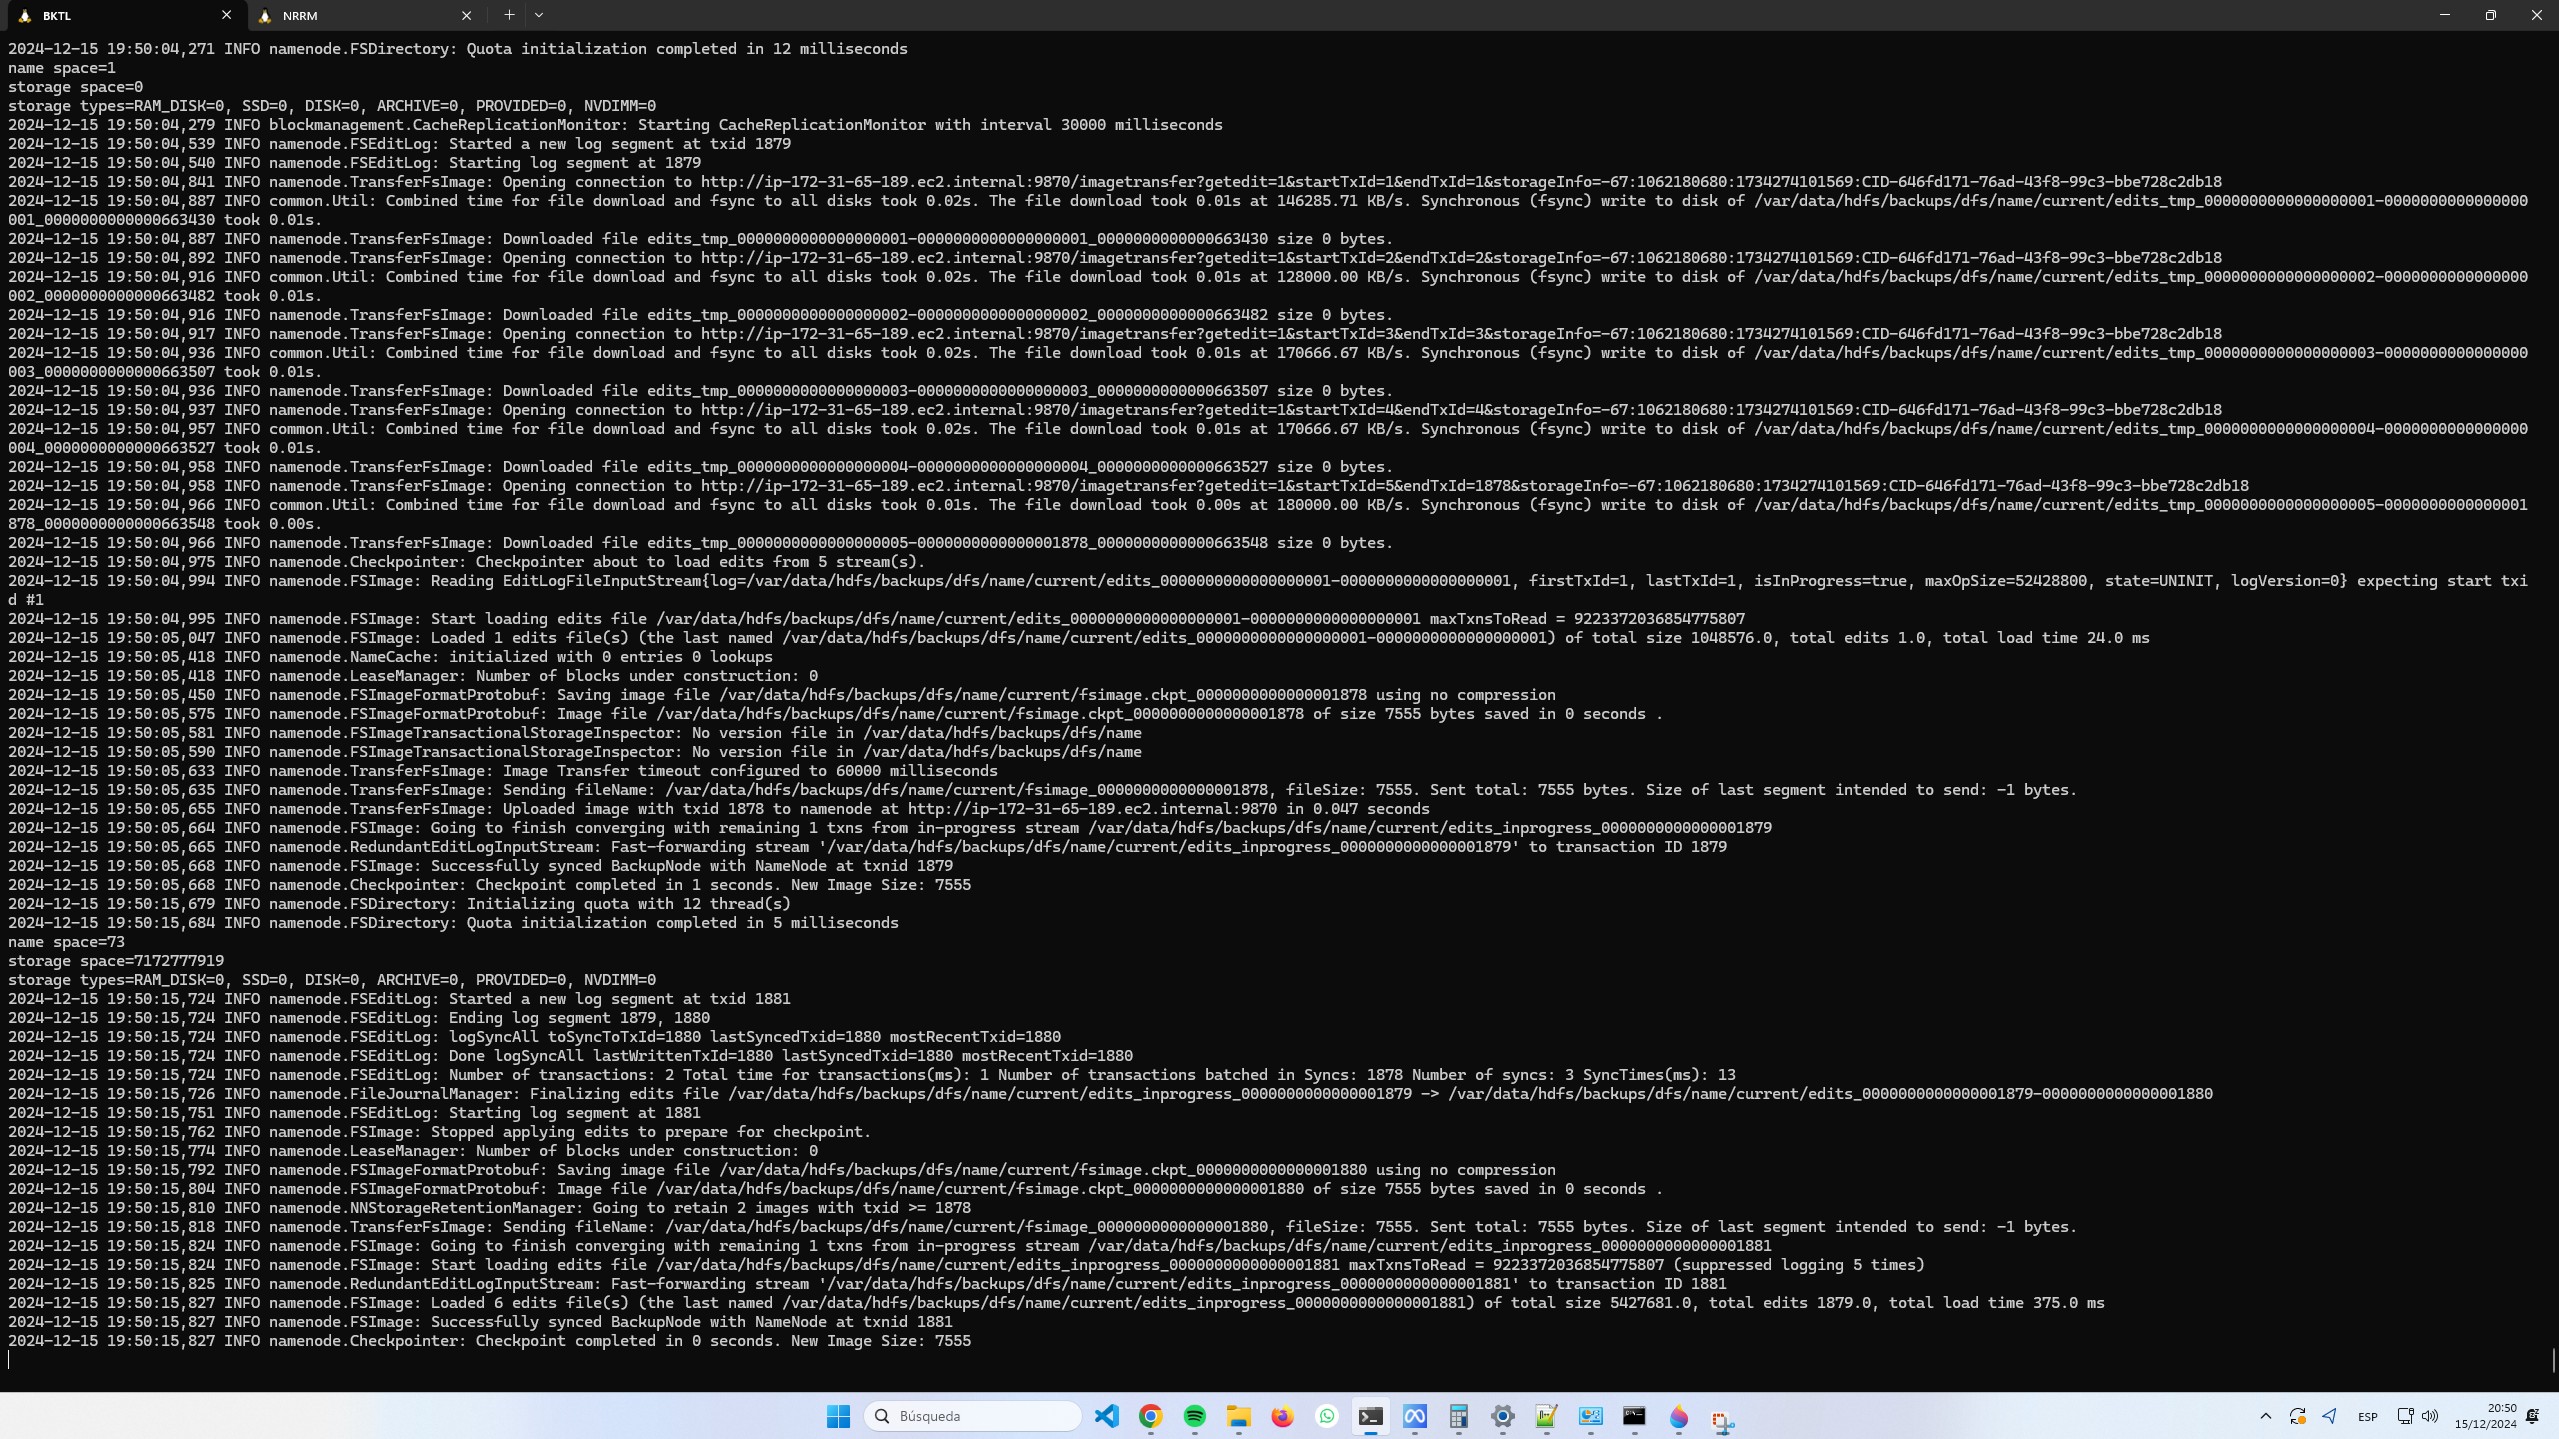 BKTL
NRRM
2024-12-15 19:50:04,271 INFO namenode.FSDirectory: Quota initialization completed in 12 milliseconds
name space=1
storage space=0
storage types=RAM_DISK=0, SSD=0, DISK=0, ARCHIVE=0, PROVIDED=0, NVDIMM=0
2024-12-15 19:50:04,279 INFO blockmanagement.CacheReplicationMonitor: Starting CacheReplicationMonitor with interval 30000 milliseconds
2024-12-15 19:50:04,539 INFO namenode.FSEditLog: Started a new log segment at txid 1879
2024-12-15 19:50:04,540 INFO namenode.FSEditLog: Starting log segment at 1879
2024-12-15 19:50:04,841 INFO namenode.TransferFsImage: Opening connection to http://ip-172-31-65-189.ec2.internal:9870/imagetransfer?getedit=1&startTxId=1&endTxId=1&storageInfo=-67:1062180680:1734274101569:CID-646fd171-76ad-43f8-99c3-bbe728c2db18
2024-12-15 19:50:04,887 INFO common.Util: Combined time for file download and fsync to all disks took 0.02s. The file download took 0.01s at 146285.71 KB/s. Synchronous (fsync) write to disk of /var/data/hdfs/backups/dfs/name/current/edits_tmp_0000000000000000001-0000000000000000
001_0000000000000663430 took 0.01s.
2024-12-15 19:50:04,887 INFO namenode.TransferFsImage: Downloaded file edits_tmp_0000000000000000001-0000000000000000001_0000000000000663430 size 0 bytes.
2024-12-15 19:50:04,892 INFO namenode.TransferFsImage: Opening connection to http://ip-172-31-65-189.ec2.internal:9870/imagetransfer?getedit=1&startTxId=2&endTxId=2&storageInfo=-67:1062180680:1734274101569:CID-646fd171-76ad-43f8-99c3-bbe728c2db18
2024-12-15 19:50:04,916 INFO common.Util: Combined time for file download and fsync to all disks took 0.02s. The file download took 0.01s at 128000.00 KB/s. Synchronous (fsync) write to disk of /var/data/hdfs/backups/dfs/name/current/edits_tmp_0000000000000000002-0000000000000000
002_0000000000000663482 took 0.01s.
2024-12-15 19:50:04,916 INFO namenode.TransferFsImage: Downloaded file edits_tmp_0000000000000000002-0000000000000000002_0000000000000663482 size 0 bytes.
2024-12-15 19:50:04,917 INFO namenode.TransferFsImage: Opening connection to http://ip-172-31-65-189.ec2.internal:9870/imagetransfer?getedit=1&startTxId=3&endTxId=3&storageInfo=-67:1062180680:1734274101569:CID-646fd171-76ad-43f8-99c3-bbe728c2db18
2024-12-15 19:50:04,936 INFO common.Util: Combined time for file download and fsync to all disks took 0.02s. The file download took 0.01s at 170666.67 KB/s. Synchronous (fsync) write to disk of /var/data/hdfs/backups/dfs/name/current/edits_tmp_0000000000000000003-0000000000000000
003_0000000000000663507 took 0.01s.
2024-12-15 19:50:04,936 INFO namenode.TransferFsImage: Downloaded file edits_tmp_0000000000000000003-0000000000000000003_0000000000000663507 size 0 bytes.
2024-12-15 19:50:04,937 INFO namenode.TransferFsImage: Opening connection to http://ip-172-31-65-189.ec2.internal:9870/imagetransfer?getedit=1&startTxId=4&endTxId=4&storageInfo=-67:1062180680:1734274101569:CID-646fd171-76ad-43f8-99c3-bbe728c2db18
2024-12-15 19:50:04,957 INFO common.Util: Combined time for file download and fsync to all disks took 0.02s. The file download took 0.01s at 170666.67 KB/s. Synchronous (fsync) write to disk of /var/data/hdfs/backups/dfs/name/current/edits_tmp_0000000000000000004-0000000000000000
004_0000000000000663527 took 0.01s.
2024-12-15 19:50:04,958 INFO namenode.TransferFsImage: Downloaded file edits_tmp_0000000000000000004-0000000000000000004_0000000000000663527 size 0 bytes.
2024-12-15 19:50:04,958 INFO namenode.TransferFsImage: Opening connection to http://ip-172-31-65-189.ec2.internal:9870/imagetransfer?getedit=1&startTxId=5&endTxId=1878&storageInfo=-67:1062180680:1734274101569:CID-646fd171-76ad-43f8-99c3-bbe728c2db18
2024-12-15 19:50:04,966 INFO common.Util: Combined time for file download and fsync to all disks took 0.01s. The file download took 0.00s at 180000.00 KB/s. Synchronous (fsync) write to disk of /var/data/hdfs/backups/dfs/name/current/edits_tmp_0000000000000000005-0000000000000001
878_0000000000000663548 took 0.00s.
2024-12-15 19:50:04,966 INFO namenode.TransferFsImage: Downloaded file edits_tmp_0000000000000000005-0000000000000001878_0000000000000663548 size 0 bytes.
2024-12-15 19:50:04,975 INFO namenode.Checkpointer: Checkpointer about to load edits from 5 stream(s).
2024-12-15 19:50:04,994 INFO namenode.FSImage: Reading EditLogFileInputStream{log=/var/data/hdfs/backups/dfs/name/current/edits_0000000000000000001-0000000000000000001, firstTxId=1, lastTxId=1, isInProgress=true, maxOpSize=52428800, state=UNINIT, logVersion=0} expecting start txi
d #1
2024-12-15 19:50:04,995 INFO namenode.FSImage: Start loading edits file /var/data/hdfs/backups/dfs/name/current/edits_0000000000000000001-0000000000000000001 maxTxnsToRead = 9223372036854775807
2024-12-15 19:50:05,047 INFO namenode.FSImage: Loaded 1 edits file(s) (the last named /var/data/hdfs/backups/dfs/name/current/edits_0000000000000000001-0000000000000000001) of total size 1048576.0, total edits 1.0, total load time 24.0 ms
2024-12-15 19:50:05,418 INFO namenode.NameCache: initialized with 0 entries 0 lookups
2024-12-15 19:50:05,418 INFO namenode.LeaseManager: Number of blocks under construction: 0
2024-12-15 19:50:05,450 INFO namenode.FSImageFormatProtobuf: Saving image file /var/data/hdfs/backups/dfs/name/current/fsimage.ckpt_0000000000000001878 using no compression
2024-12-15 19:50:05,575 INFO namenode.FSImageFormatProtobuf: Image file /var/data/hdfs/backups/dfs/name/current/fsimage.ckpt_0000000000000001878 of size 7555 bytes saved in 0 seconds .
2024-12-15 19:50:05,581 INFO namenode.FSImageTransactionalStorageInspector: No version file in /var/data/hdfs/backups/dfs/name
2024-12-15 19:50:05,590 INFO namenode.FSImageTransactionalStorageInspector: No version file in /var/data/hdfs/backups/dfs/name
2024-12-15 19:50:05,633 INFO namenode.TransferFsImage: Image Transfer timeout configured to 60000 milliseconds
2024-12-15 19:50:05,635 INFO namenode.TransferFsImage: Sending fileName: /var/data/hdfs/backups/dfs/name/current/fsimage_0000000000000001878, fileSize: 7555. Sent total: 7555 bytes. Size of last segment intended to send: -1 bytes.
2024-12-15 19:50:05,655 INFO namenode.TransferFsImage: Uploaded image with txid 1878 to namenode at http://ip-172-31-65-189.ec2.internal:9870 in 0.047 seconds
2024-12-15 19:50:05,664 INFO namenode.FSImage: Going to finish converging with remaining 1 txns from in-progress stream /var/data/hdfs/backups/dfs/name/current/edits_inprogress_0000000000000001879
2024-12-15 19:50:05,665 INFO namenode.RedundantEditLogInputStream: Fast-forwarding stream '/var/data/hdfs/backups/dfs/name/current/edits_inprogress_0000000000000001879' to transaction ID 1879
2024-12-15 19:50:05,668 INFO namenode.FSImage: Successfully synced BackupNode with NameNode at txnid 1879
2024-12-15 19:50:05,668 INFO namenode.Checkpointer: Checkpoint completed in 1 seconds. New Image Size: 7555
2024-12-15 19:50:15,679 INFO namenode.FSDirectory: Initializing quota with 12 thread(s)
2024-12-15 19:50:15,684 INFO namenode.FSDirectory: Quota initialization completed in 5 milliseconds
name space=73
storage space=7172777919
storage types=RAM_DISK=0, SSD=0, DISK=0, ARCHIVE=0, PROVIDED=0, NVDIMM=0
2024-12-15 19:50:15,724 INFO namenode.FSEditLog: Started a new log segment at txid 1881
2024-12-15 19:50:15,724 INFO namenode.FSEditLog: Ending log segment 1879, 1880
2024-12-15 19:50:15,724 INFO namenode.FSEditLog: logSyncAll toSyncToTxId=1880 lastSyncedTxid=1880 mostRecentTxid=1880
2024-12-15 19:50:15,724 INFO namenode.FSEditLog: Done logSyncAll lastWrittenTxId=1880 lastSyncedTxid=1880 mostRecentTxid=1880
2024-12-15 19:50:15,724 INFO namenode.FSEditLog: Number of transactions: 2 Total time for transactions(ms): 1 Number of transactions batched in Syncs: 1878 Number of syncs: 3 SyncTimes(ms): 13
2024-12-15 19:50:15,726 INFO namenode.FileJournalManager: Finalizing edits file /var/data/hdfs/backups/dfs/name/current/edits_inprogress_0000000000000001879 -> /var/data/hdfs/backups/dfs/name/current/edits_0000000000000001879-0000000000000001880
2024-12-15 19:50:15,751 INFO namenode.FSEditLog: Starting log segment at 1881
2024-12-15 19:50:15,762 INFO namenode.FSImage: Stopped applying edits to prepare for checkpoint.
2024-12-15 19:50:15,774 INFO namenode.LeaseManager: Number of blocks under construction: 0
2024-12-15 19:50:15,792 INFO namenode.FSImageFormatProtobuf: Saving image file /var/data/hdfs/backups/dfs/name/current/fsimage.ckpt_0000000000000001880 using no compression
2024-12-15 19:50:15,804 INFO namenode.FSImageFormatProtobuf: Image file /var/data/hdfs/backups/dfs/name/current/fsimage.ckpt_0000000000000001880 of size 7555 bytes saved in 0 seconds .
2024-12-15 19:50:15,810 INFO namenode.NNStorageRetentionManager: Going to retain 2 images with txid >= 1878
2024-12-15 19:50:15,818 INFO namenode.TransferFsImage: Sending fileName: /var/data/hdfs/backups/dfs/name/current/fsimage_0000000000000001880, fileSize: 7555. Sent total: 7555 bytes. Size of last segment intended to send: -1 bytes.
2024-12-15 19:50:15,824 INFO namenode.FSImage: Going to finish converging with remaining 1 txns from in-progress stream /var/data/hdfs/backups/dfs/name/current/edits_inprogress_0000000000000001881
2024-12-15 19:50:15,824 INFO namenode.FSImage: Start loading edits file /var/data/hdfs/backups/dfs/name/current/edits_inprogress_0000000000000001881 maxTxnsToRead = 9223372036854775807 (suppressed logging 5 times)
2024-12-15 19:50:15,825 INFO namenode.RedundantEditLogInputStream: Fast-forwarding stream '/var/data/hdfs/backups/dfs/name/current/edits_inprogress_0000000000000001881' to transaction ID 1881
2024-12-15 19:50:15,827 INFO namenode.FSImage: Loaded 6 edits file(s) (the last named /var/data/hdfs/backups/dfs/name/current/edits_inprogress_0000000000000001881) of total size 5427681.0, total edits 1879.0, total load time 375.0 ms
2024-12-15 19:50:15,827 INFO namenode.FSImage: Successfully synced BackupNode with NameNode at txnid 1881
2024-12-15 19:50:15,827 INFO namenode.Checkpointer: Checkpoint completed in 0 seconds. New Image Size: 7555
Búsqueda
ESP
20:50
15/12/2024